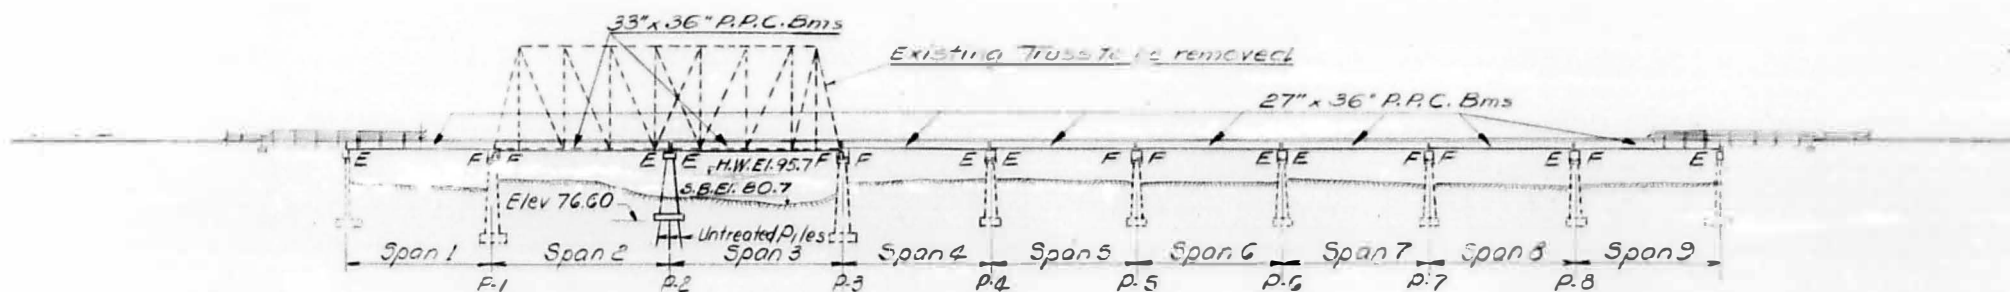 33"x36" P.P.C. Bms
Existing Truss to be removed
27"x36" P.P.C. Bms
E F F E E F F E E F F E E F F E E F E
H.W. El. 95.7
S.B. El. 80.7
Elev 76.60
Untreated Piles
Span 1 Span 2 Span 3 Span 4 Span 5 Span 6 Span 7 Span 8 Span 9
P-1 P-2 P-3 P-4 P-5 P-6 P-7 P-8